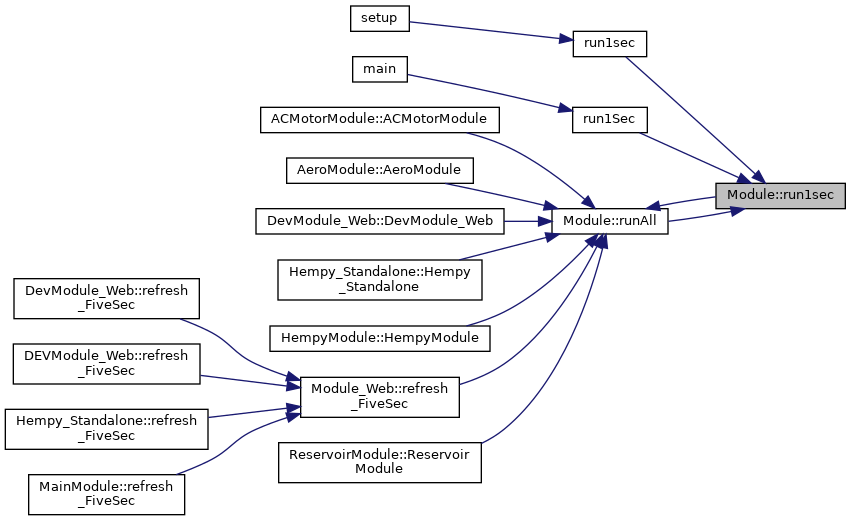 setup
run1sec
main
run1Sec
ACMotorModule::ACMotorModule
AeroModule::AeroModule
Module::run1sec
DevModule_Web::DevModule_Web
Module::runAll
Hempy_Standalone::Hempy
_Standalone
DevModule_Web::refresh
_FiveSec
HempyModule::HempyModule
DEVModule_Web::refresh
_FiveSec
Module_Web::refresh
_FiveSec
Hempy_Standalone::refresh
_FiveSec
ReservoirModule::Reservoir
Module
MainModule::refresh
_FiveSec